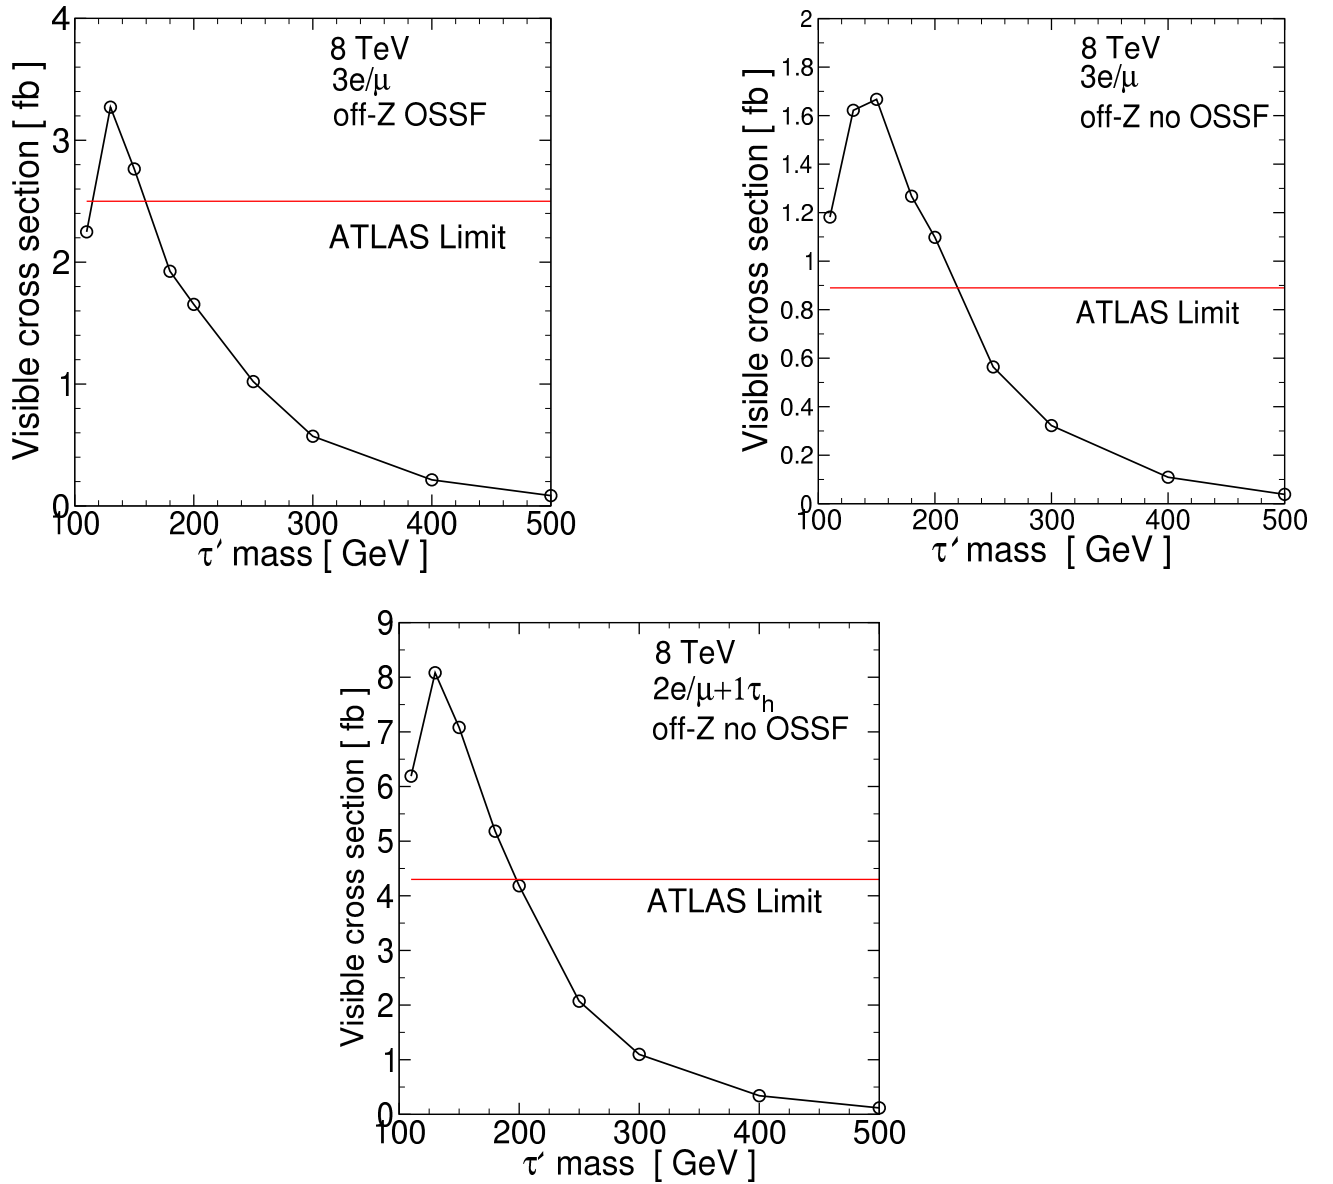 4
3
2
1
0
Visible cross section [ fb ]
8 TeV
3e/μ
off-Z OSSF
ATLAS Limit
100 200 300 400 500
τ′ mass [ GeV ]
2
1.8
1.6
1.4
1.2
1
0.8
0.6
0.4
0.2
0
Visible cross section [ fb ]
8 TeV
3e/μ
off-Z no OSSF
ATLAS Limit
100 200 300 400 500
τ′ mass [ GeV ]
9
8
7
6
5
4
3
2
1
0
Visible cross section [ fb ]
8 TeV
2e/μ+1τh
off-Z no OSSF
ATLAS Limit
100 200 300 400 500
τ′ mass [ GeV ]